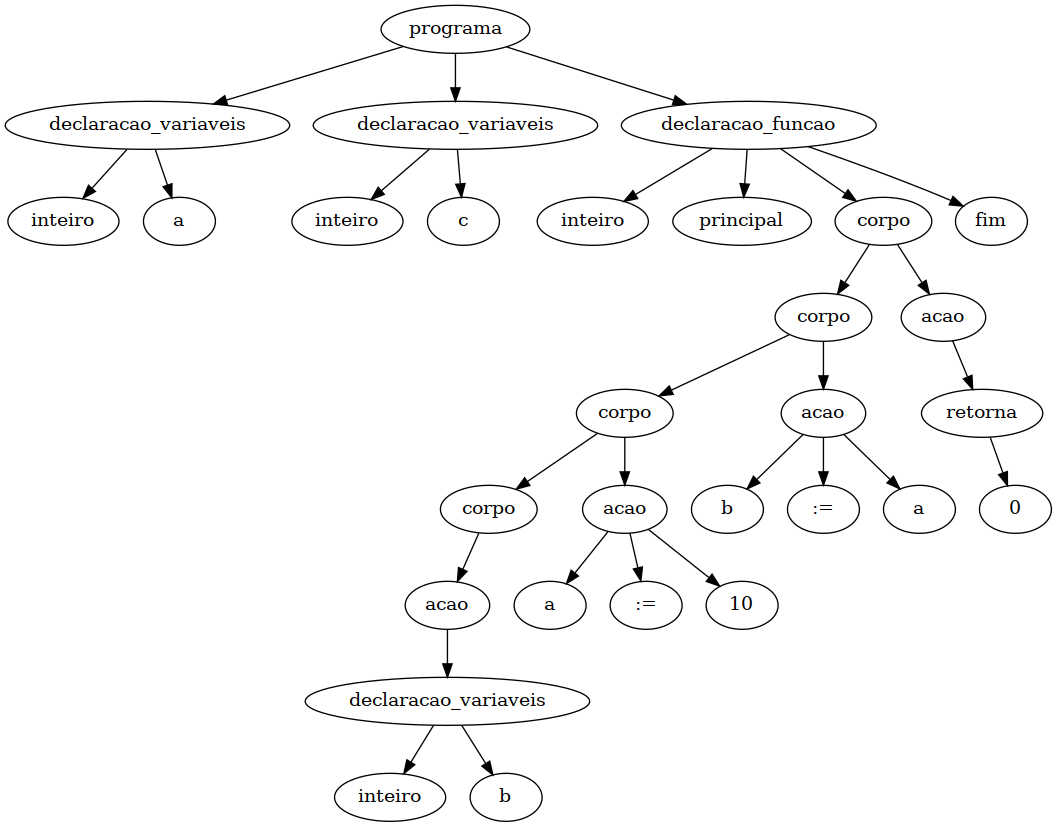 programa
declaracao_variaveis
declaracao_variaveis
declaracao_funcao
inteiro
a
inteiro
c
inteiro
principal
corpo
fim
corpo
acao
corpo
acao
retorna
corpo
acao
b
:=
a
0
acao
a
:=
10
declaracao_variaveis
inteiro
b